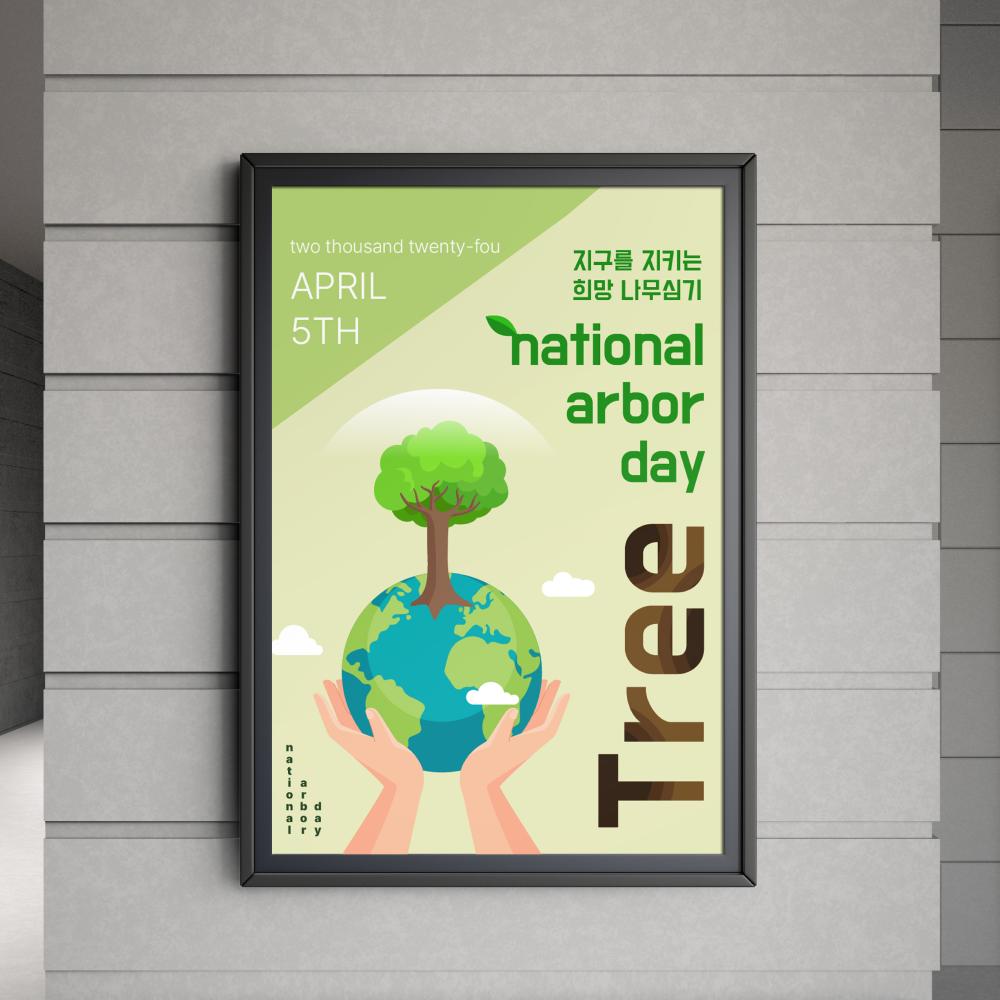 two thousand twenty-fou
APRIL
5TH
지구를 지키는
희망 나무심기
national
arbor
day
Tree
national
arbor
day